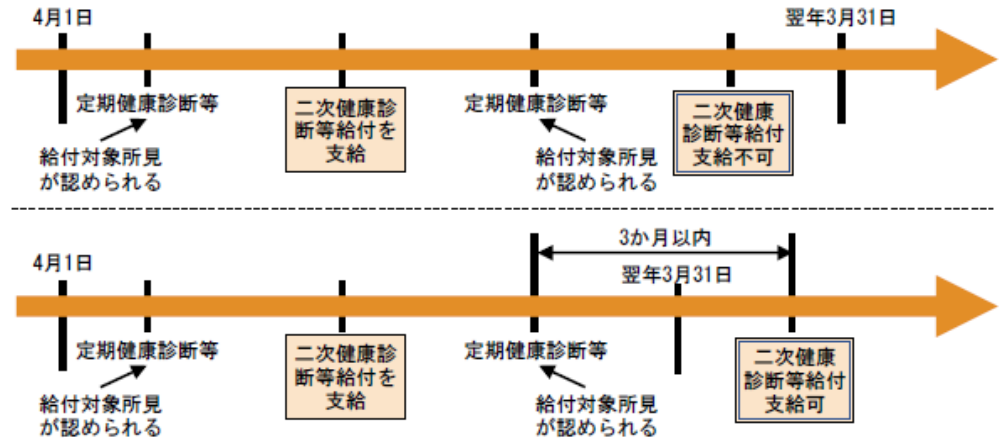 4月1日
翌年3月31日
定期健康診断等
二次健康診
断等給付を
支給
定期健康診断等
二次健康
診断等給付
支給不可
給付対象所見
が認められる
給付対象所見
が認められる
3か月以内
4月1日
翌年3月31日
定期健康診断等
二次健康診
断等給付を
支給
定期健康診断等
二次健康
診断等給付
支給可
給付対象所見
が認められる
給付対象所見
が認められる